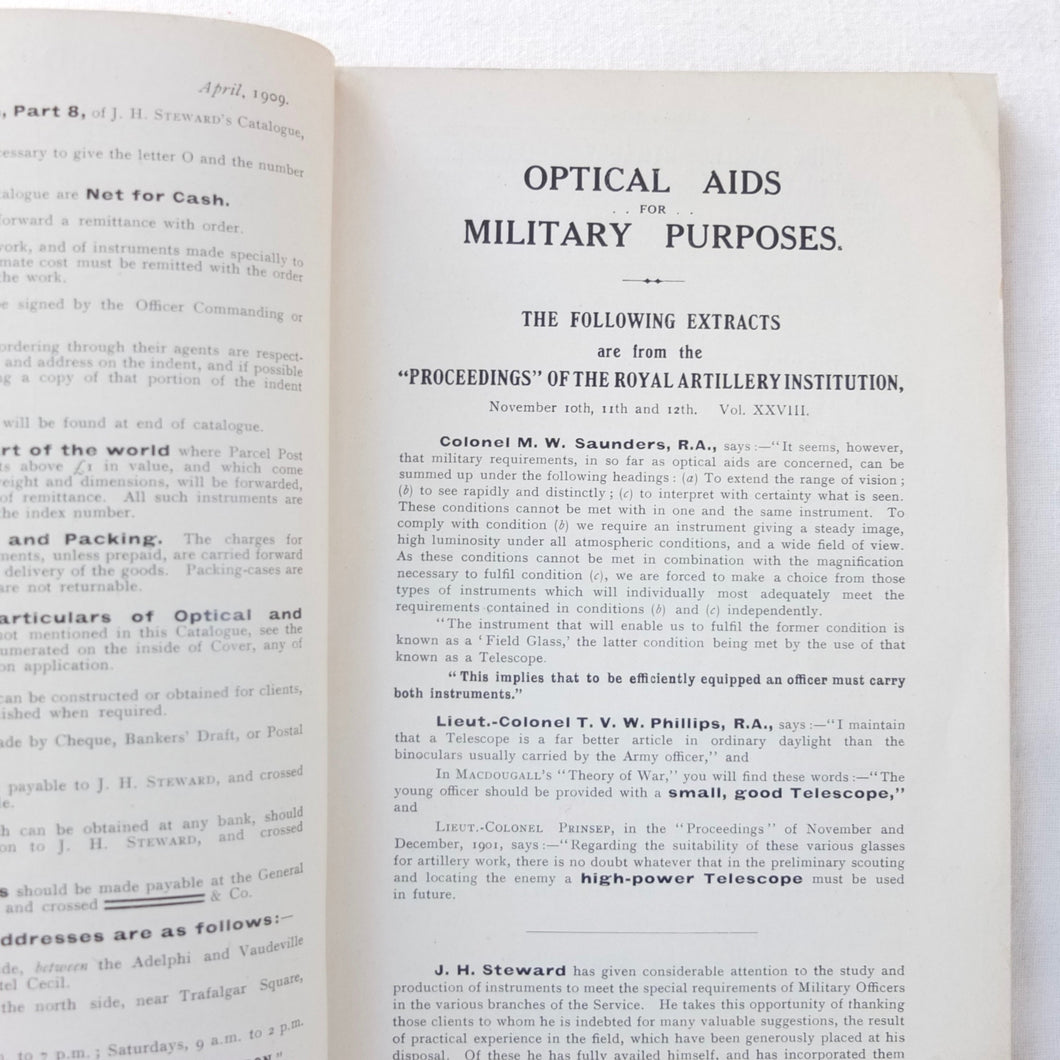 April, 1909.
Part 8, of J. H. STEWARD'S Catalogue,
necessary to give the letter O and the number
are Net for Cash.
forward a remittance with order.
work, and of instruments made specially to
cost must be remitted with the order
the work.
be signed by the Officer Commanding or
ordering through their agents are respect-
and address on the indent, and if possible
a copy of that portion of the indent
will be found at end of catalogue.
of the world where Parcel Post
above £1 in value, and which come
and dimensions, will be forwarded,
of remittance. All such instruments are
the index number.
and Packing. The charges for
unless prepaid, are carried forward
delivery of the goods. Packing-cases are
are not returnable.
Particulars of Optical and
not mentioned in this Catalogue, see the
enumerated on the inside of Cover, any of
on application.
can be constructed or obtained for clients,
when required.
made by Cheque, Bankers' Draft, or Postal
payable to J. H. STEWARD, and crossed
can be obtained at any bank, should
to J. H. STEWARD, and crossed
should be made payable at the General
and crossed & Co.
addresses are as follows:—
between the Adelphi and Vaudeville
Cecil.
the north side, near Trafalgar Square,
to 7 p.m.; Saturdays, 9 a.m. to 2 p.m.
OPTICAL AIDS
. . FOR . .
MILITARY PURPOSES.
THE FOLLOWING EXTRACTS
are from the
"PROCEEDINGS" OF THE ROYAL ARTILLERY INSTITUTION,
November 10th, 11th and 12th. Vol. XXVIII.
Colonel M. W. Saunders, R.A., says :—"It seems, however,
that military requirements, in so far as optical aids are concerned, can be
summed up under the following headings : (a) To extend the range of vision ;
(b) to see rapidly and distinctly ; (c) to interpret with certainty what is seen.
These conditions cannot be met with in one and the same instrument. To
comply with condition (b) we require an instrument giving a steady image,
high luminosity under all atmospheric conditions, and a wide field of view.
As these conditions cannot be met in combination with the magnification
necessary to fulfil condition (c), we are forced to make a choice from those
types of instruments which will individually most adequately meet the
requirements contained in conditions (b) and (c) independently.
"The instrument that will enable us to fulfil the former condition is
known as a 'Field Glass,' the latter condition being met by the use of that
known as a Telescope.
"This implies that to be efficiently equipped an officer must carry
both instruments."
Lieut.-Colonel T. V. W. Phillips, R.A., says :—"I maintain
that a Telescope is a far better article in ordinary daylight than the
binoculars usually carried by the Army officer," and
In MACDOUGALL'S "Theory of War," you will find these words :—"The
young officer should be provided with a small, good Telescope,"
and
LIEUT.-COLONEL PRINSEP, in the "Proceedings" of November and
December, 1901, says :—"Regarding the suitability of these various glasses
for artillery work, there is no doubt whatever that in the preliminary scouting
and locating the enemy a high-power Telescope must be used
in future.
J. H. Steward has given considerable attention to the study and
production of instruments to meet the special requirements of Military Officers
in the various branches of the Service. He takes this opportunity of thanking
those clients to whom he is indebted for many valuable suggestions, the result
of practical experience in the field, which have been generously placed at his
disposal. Of these he has fully availed himself, and has incorporated them